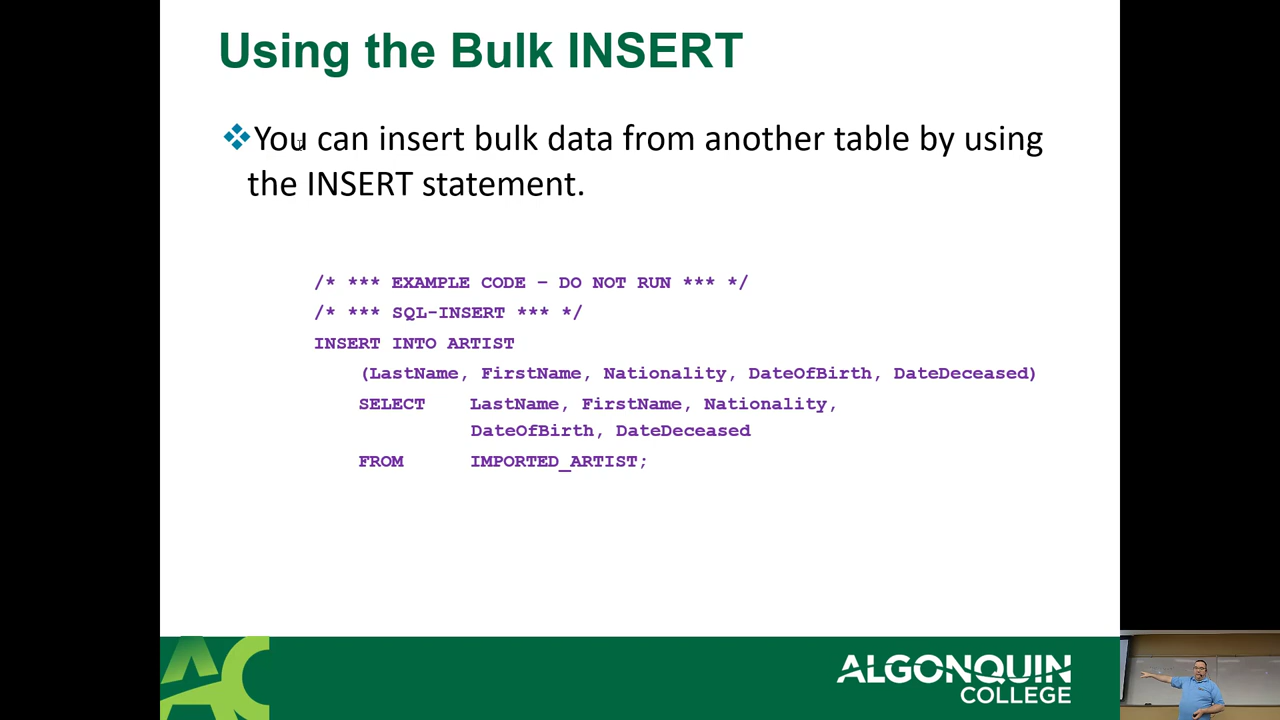 Using the Bulk INSERT
You can insert bulk data from another table by using
the INSERT statement.
/* *** EXAMPLE CODE – DO NOT RUN *** */
/* *** SQL-INSERT *** */
INSERT INTO ARTIST
(LastName, FirstName, Nationality, DateOfBirth, DateDeceased)
SELECT LastName, FirstName, Nationality,
DateOfBirth, DateDeceased
FROM IMPORTED_ARTIST;
AC
ALGONQUIN
COLLEGE